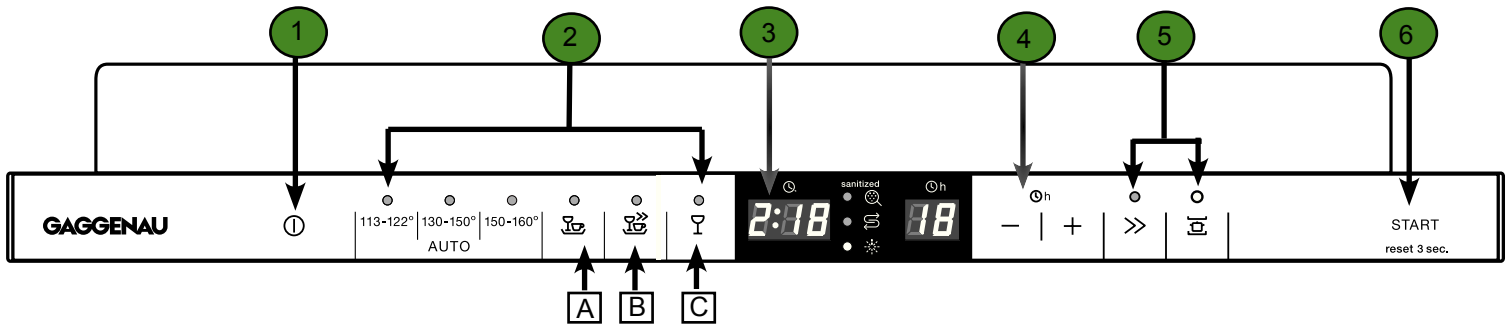 1
2
3
4
5
6
sanitized
h
2:18
18
h
GAGGENAU
113-122°
130-150°
150-160°
AUTO
− +
>>
START
reset 3 sec.
A
B
C